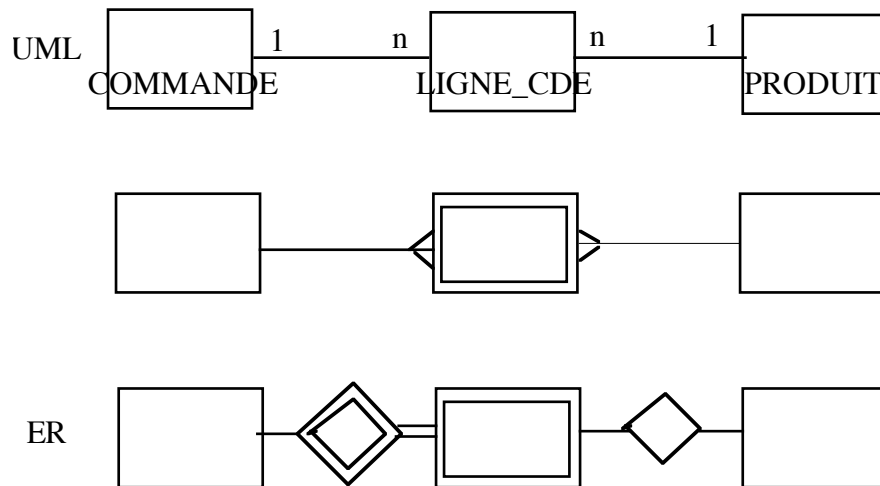 UML 1 n n 1
COMMANDE LIGNE_CDE PRODUIT
ER